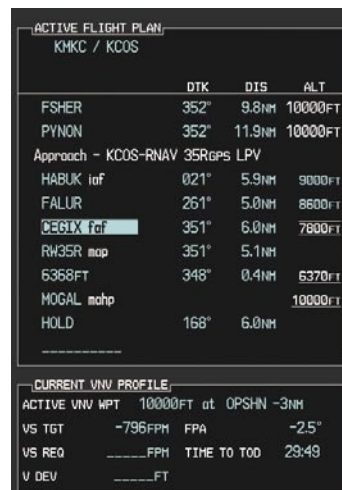 ACTIVE FLIGHT PLAN
KMKC / KCOS
DTK DIS ALT
FSHER 352° 9.8NM 10000FT
PYNON 352° 11.9NM 10000FT
Approach – KCOS-RNAV 35RGPS LPV
HABUK iaf 021° 5.9NM 9000FT
FALUR 261° 5.0NM 8600FT
CEGIX faf 351° 6.0NM 7800FT
RW35R map 351° 5.1NM
6368FT 348° 0.4NM 6370FT
MOGAL mahp 10000FT
HOLD 168° 6.0NM
__________
CURRENT VNV PROFILE
ACTIVE VNV WPT 10000FT at OPSHN -3NM
VS TGT -796FPM FPA -2.5°
VS REQ _____FPM TIME TO TOD 29:49
V DEV _____FT